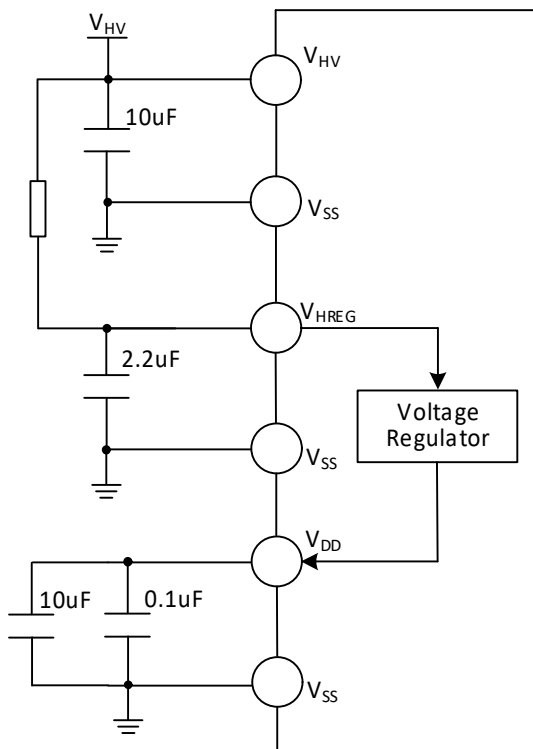 VHV
VHV
10uF
VSS
VHREG
2.2uF
Voltage
Regulator
VSS
VDD
10uF
0.1uF
VSS